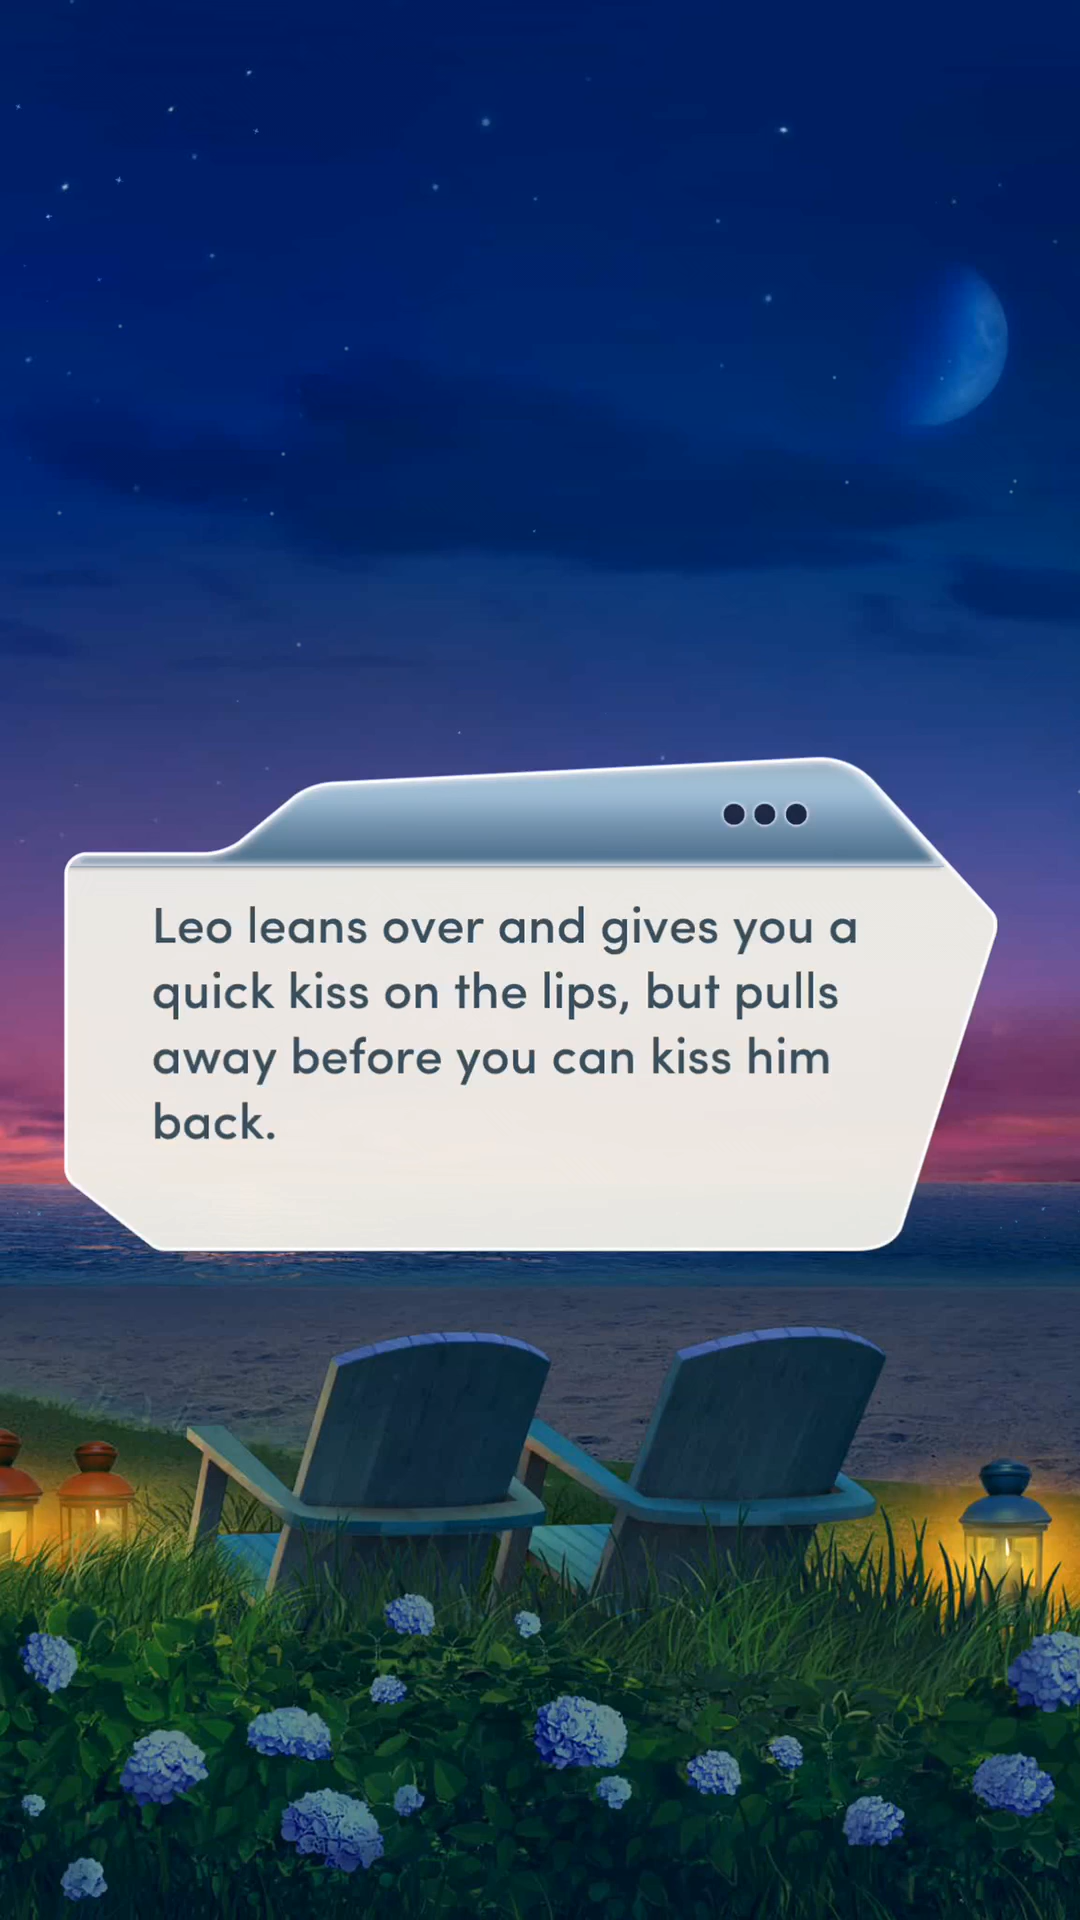 Leo leans over and gives you a
quick kiss on the lips, but pulls
away before you can kiss him
back.